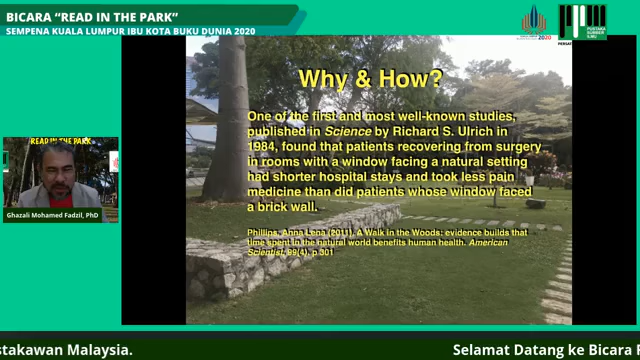 BICARA "READ IN THE PARK"
SEMPENA KUALA LUMPUR IBU KOTA BUKU DUNIA 2020
2020
PUSTAKA
SUMBER
ILMU
Why & How?
One of the first and most well-known studies,
published in Science by Richard S. Ulrich in
1984, found that patients recovering from surgery
in rooms with a window facing a natural setting
had shorter hospital stays and took less pain
medicine than did patients whose window faced
a brick wall.
Phillips, Anna Lena (2011). A Walk in the Woods: evidence builds that
time spent in the natural world benefits human health. American
Scientist, 99(4). p 301
READ IN THE PARK
Ghazali Mohamed Fadzil, PhD
stakawan Malaysia.
Selamat Datang ke Bicara